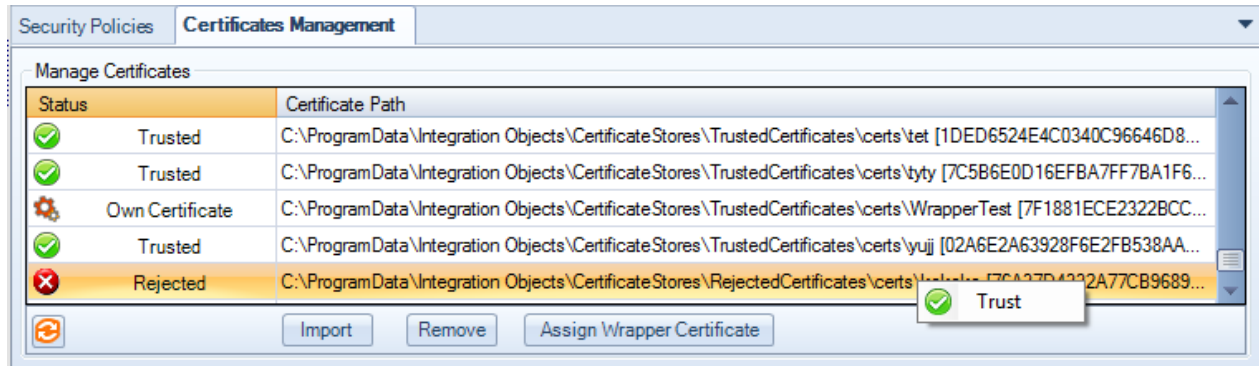 Security Policies Certificates Management
Manage Certificates
Status Certificate Path
Trusted C:\ProgramData\Integration Objects\CertificateStores\TrustedCertificates\certs\tet [1DED6524E4C0340C96646D8...
Trusted C:\ProgramData\Integration Objects\CertificateStores\TrustedCertificates\certs\tyty [7C5B6E0D16EFBA7FF7BA1F6...
Own Certificate C:\ProgramData\Integration Objects\CertificateStores\TrustedCertificates\certs\WrapperTest [7F1881ECE2322BCC...
Trusted C:\ProgramData\Integration Objects\CertificateStores\TrustedCertificates\certs\yujj [02A6E2A63928F6E2FB538AA...
Rejected C:\ProgramData\Integration Objects\CertificateStores\RejectedCertificates\certs\ 2A77CB9689...
Trust
Import Remove Assign Wrapper Certificate